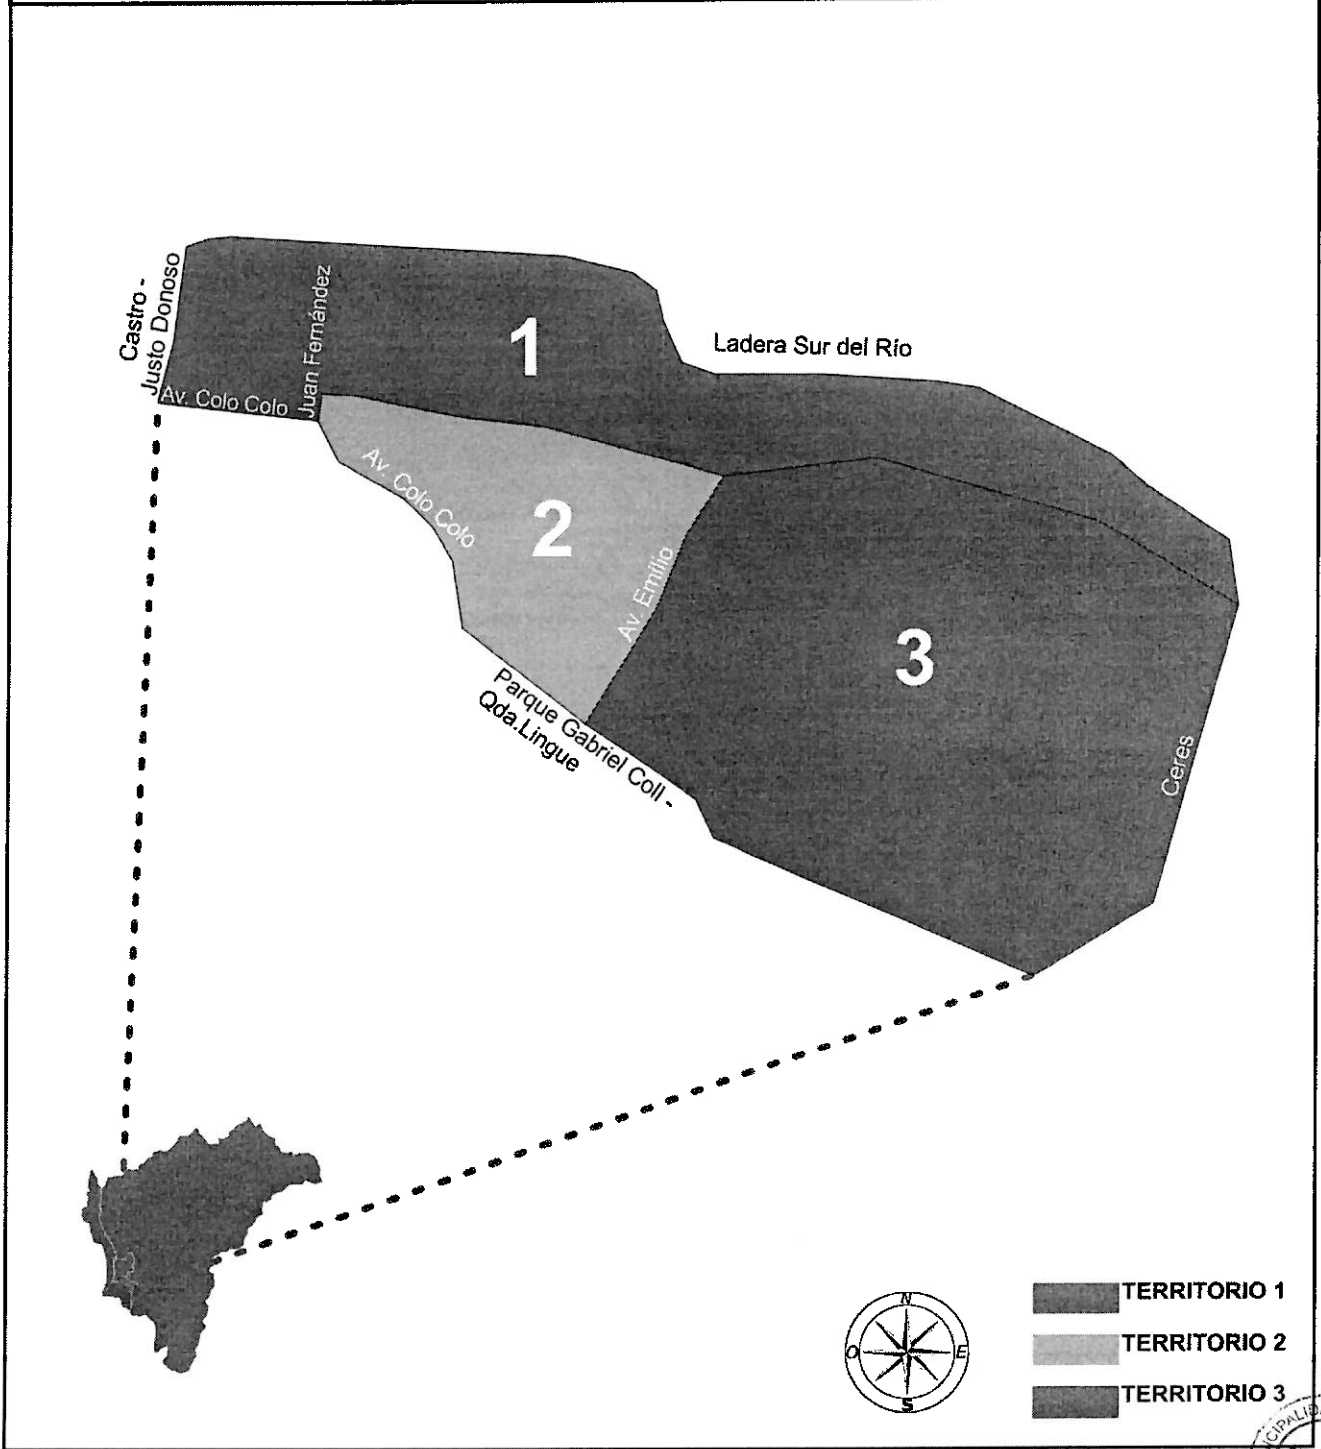 Castro -
Justo Donoso
Juan Fernández
1
Ladera Sur del Río
Av. Colo Colo
Av. Colo Colo
2
Av. Emilio
3
Parque Gabriel Coll -
Qda.Lingue
Ceres
N
O
E
S
TERRITORIO 1
TERRITORIO 2
TERRITORIO 3